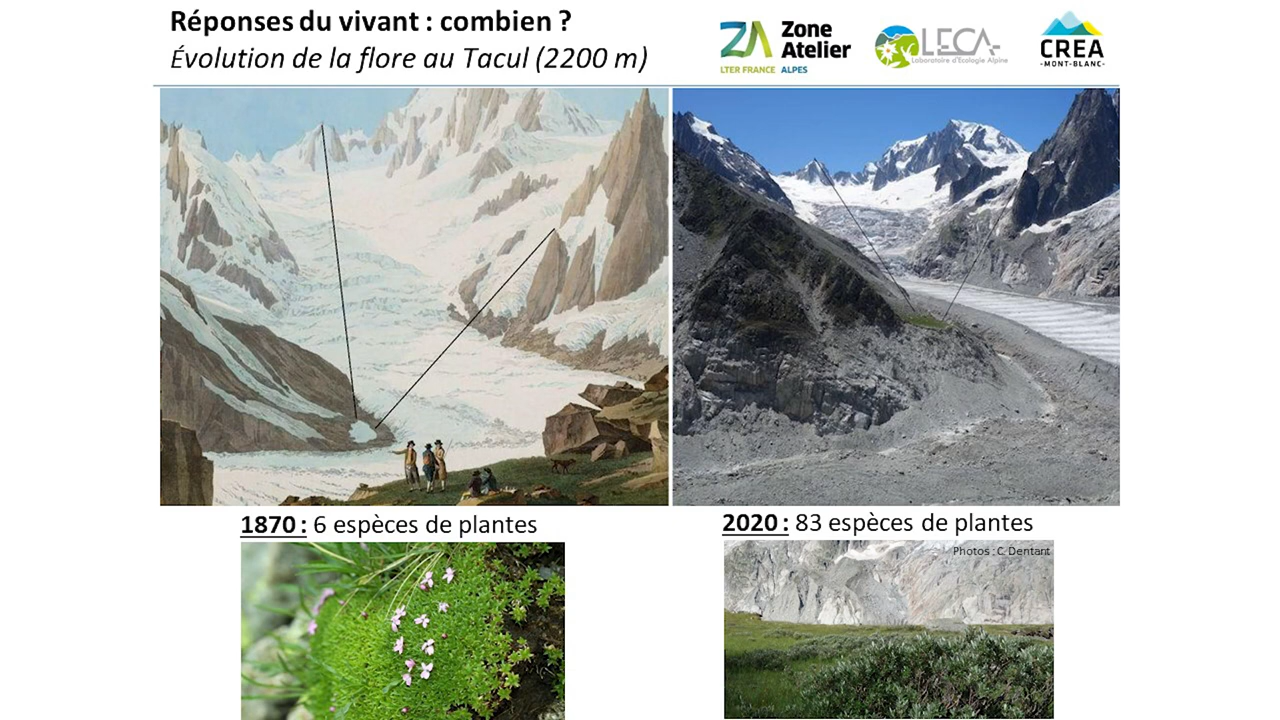 Réponses du vivant : combien ?
Évolution de la flore au Tacul (2200 m)
ZA Zone
Atelier
LTER FRANCE ALPES
LECA
Laboratoire d'Ecologie Alpine
CREA
-MONT-BLANC-
1870 : 6 espèces de plantes
2020 : 83 espèces de plantes
Photos : C. Dentant